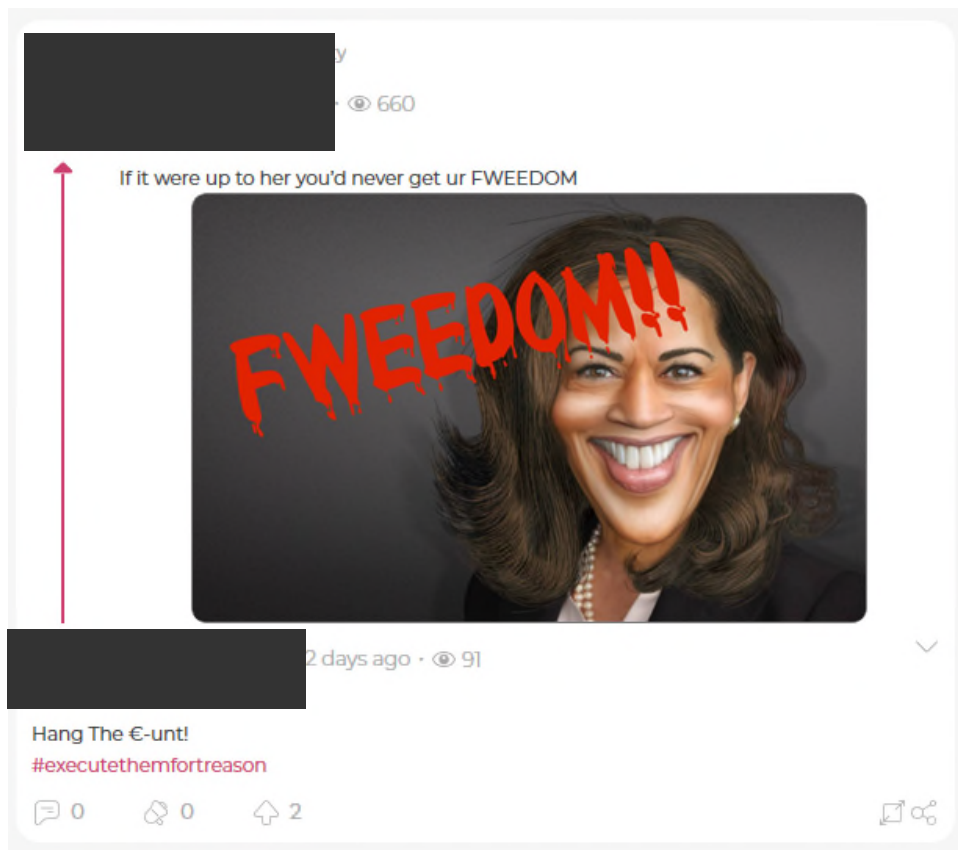 y
· 660
If it were up to her you'd never get ur FWEEDOM
FWEEDOM!!
2 days ago · 91
Hang The €-unt!
#executethemfortreason
0 0 2